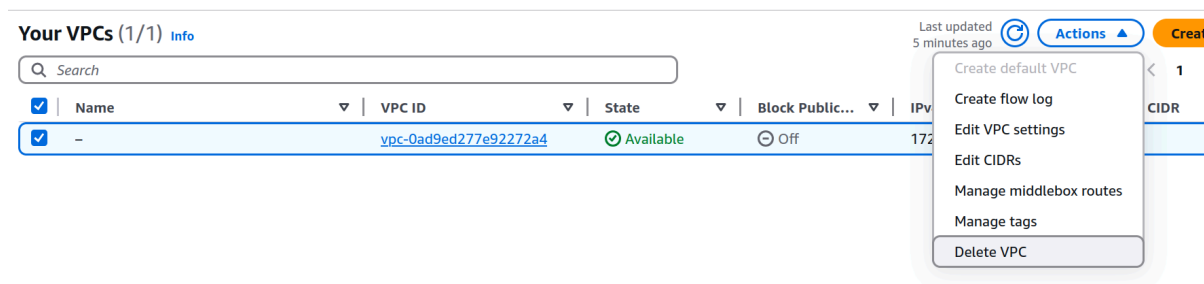 Your VPCs (1/1) Info
Last updated
5 minutes ago
Actions
Creat
Search
Create default VPC
1
Name
VPC ID
State
Block Public...
IPv
CIDR
Create flow log
–
vpc-0ad9ed277e92272a4
Available
Off
172
Edit VPC settings
Edit CIDRs
Manage middlebox routes
Manage tags
Delete VPC